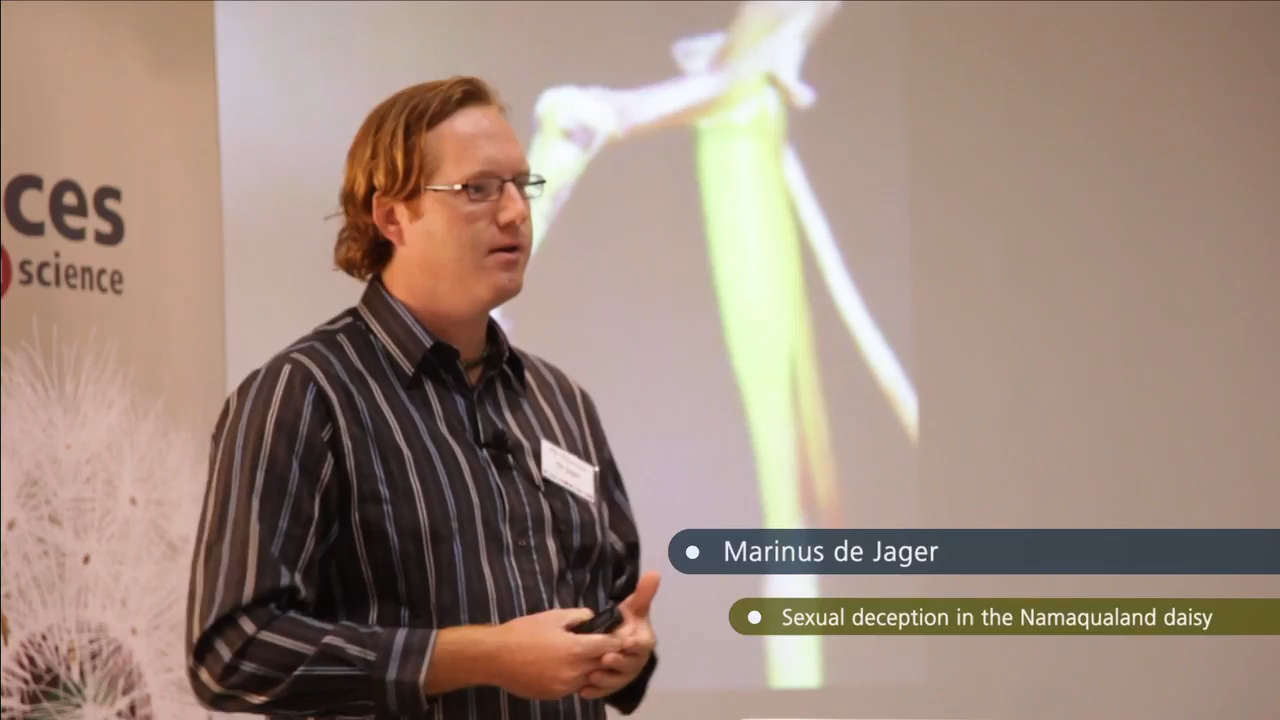 ces
science
Marinus de Jager
Sexual deception in the Namaqualand daisy